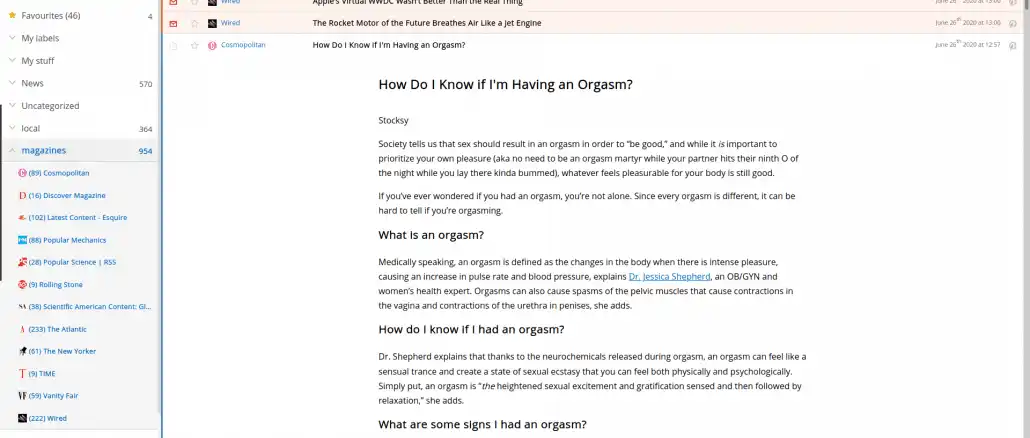 Favourites (46) 4
My labels
My stuff
News 570
Uncategorized
local 364
magazines 954
(89) Cosmopolitan
(16) Discover Magazine
(102) Latest Content - Esquire
(88) Popular Mechanics
(28) Popular Science | RSS
(9) Rolling Stone
(38) Scientific American Content: Gl...
(233) The Atlantic
(61) The New Yorker
(9) TIME
(59) Vanity Fair
(222) Wired
Wired Apple's Virtual WWDC Wasn't Better Than the Real Thing June 26th 2020 at 13:00
Wired The Rocket Motor of the Future Breathes Air Like a Jet Engine June 26th 2020 at 13:00
Cosmopolitan How Do I Know if I'm Having an Orgasm? June 26th 2020 at 12:57
How Do I Know if I'm Having an Orgasm?
Stocksy
Society tells us that sex should result in an orgasm in order to “be good,” and while it is important to
prioritize your own pleasure (aka no need to be an orgasm martyr while your partner hits their ninth O of
the night while you lay there kinda bummed), whatever feels pleasurable for your body is still good.
If you’ve ever wondered if you had an orgasm, you’re not alone. Since every orgasm is different, it can be
hard to tell if you’re orgasming.
What is an orgasm?
Medically speaking, an orgasm is defined as the changes in the body when there is intense pleasure,
causing an increase in pulse rate and blood pressure, explains Dr. Jessica Shepherd, an OB/GYN and
women’s health expert. Orgasms can also cause spasms of the pelvic muscles that cause contractions in
the vagina and contractions of the urethra in penises, she adds.
How do I know if I had an orgasm?
Dr. Shepherd explains that thanks to the neurochemicals released during orgasm, an orgasm can feel like a
sensual trance and create a state of sexual ecstasy that you can feel both physically and psychologically.
Simply put, an orgasm is “the heightened sexual excitement and gratification sensed and then followed by
relaxation,” she adds.
What are some signs I had an orgasm?